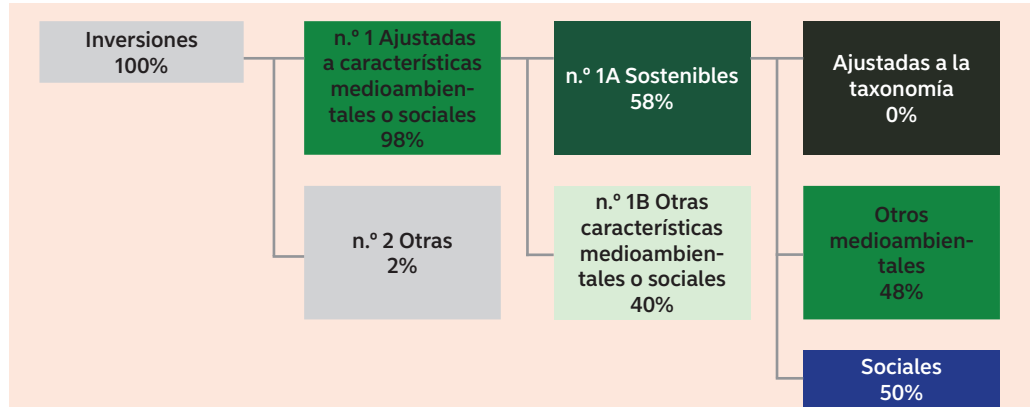 Inversiones
100%
n.º 1 Ajustadas
a características
medioambien-
tales o sociales
98%
n.º 2 Otras
2%
n.º 1A Sostenibles
58%
n.º 1B Otras
características
medioambien-
tales o sociales
40%
Ajustadas a la
taxonomía
0%
Otros
medioambien-
tales
48%
Sociales
50%